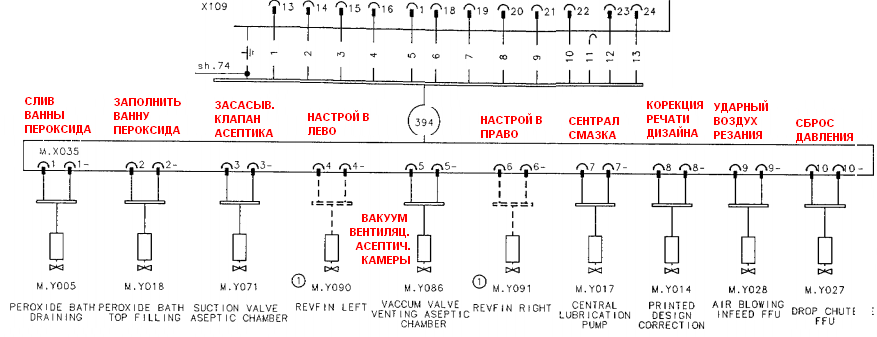 X109
13 14 15 16 1 18 19 20 21 22 23 24
1 2 3 4 5 6 7 8 9 10 11 12 13
sh.74
394
СЛИВ
ВАННЫ
ПЕРОКСИДА
ЗАПОЛНИТЬ
ВАННУ
ПЕРОКСИДА
ЗАСАСЫВ.
КЛАПАН
АСЕПТИКА
НАСТРОЙ В
ЛЕВО
НАСТРОЙ В
ПРАВО
СЕНТРАЛ
СМАЗКА
КОРЕКЦИЯ
РЕЧАТИ
ДИЗАЙНА
УДАРНЫЙ
ВОЗДУХ
РЕЗАНИЯ
СБРОС
ДАВЛЕНИЯ
M.X035
1 1- 2 2- 3 3- 4 4- 5 5- 6 6- 7 7- 8 8- 9 9- 10 10-
ВАКУУМ
ВЕНТИЛЯЦ.
АСЕПТИЧ.
КАМЕРЫ
1 1
M.Y005 M.Y018 M.Y071 M.Y090 M.Y086 M.Y091 M.Y017 M.Y014 M.Y028 M.Y027
PEROXIDE BATH
DRAINING
PEROXIDE BATH
TOP FILLING
SUCTION VALVE
ASEPTIC CHAMBER
REVFIN LEFT
VACCUM VALVE
VENTING ASEPTIC
CHAMBER
REVFIN RIGHT
CENTRAL
LUBRICATION
PUMP
PRINTED
DESIGN
CORRECTION
AIR BLOWING
INFEED FFU
DROP CHUTE
FFU